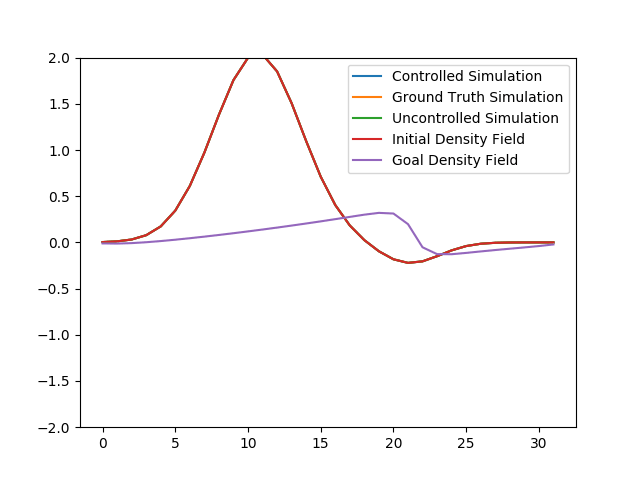 2.0
1.5
1.0
0.5
0.0
−0.5
−1.0
−1.5
−2.0
0 5 10 15 20 25 30
Controlled Simulation
Ground Truth Simulation
Uncontrolled Simulation
Initial Density Field
Goal Density Field